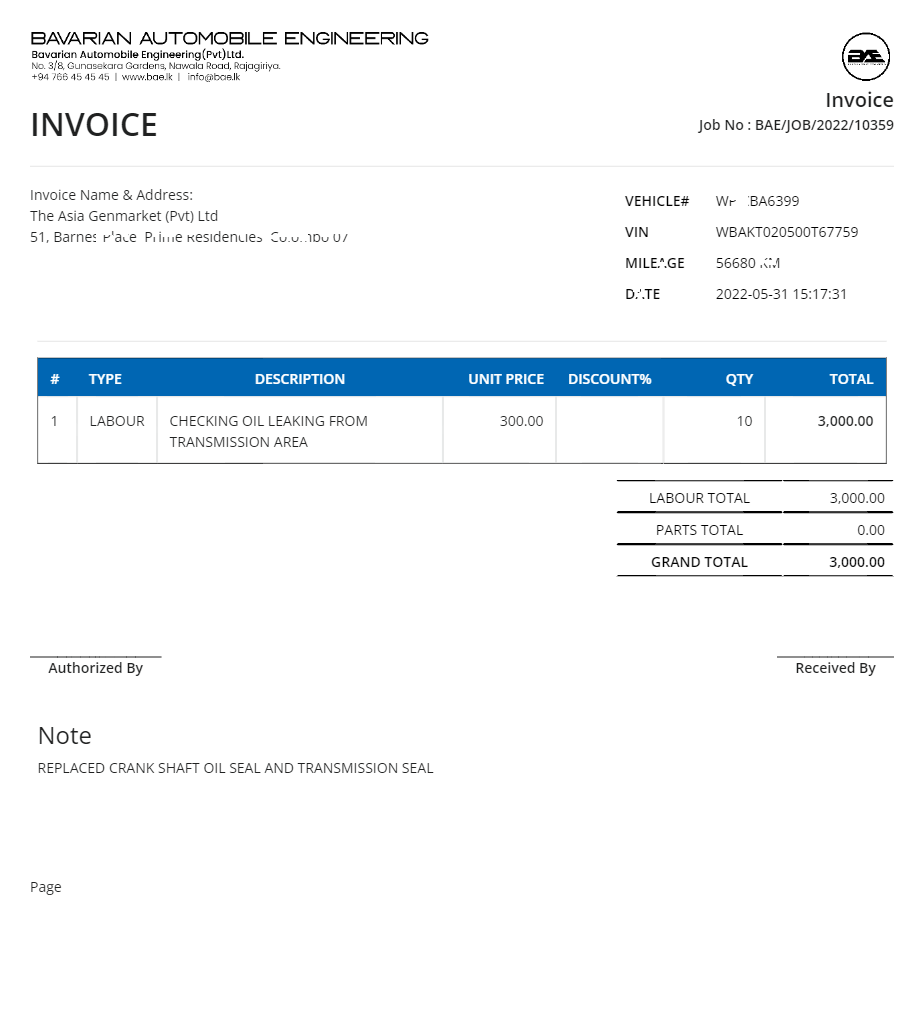 BAVARIAN AUTOMOBILE ENGINEERING
Bavarian Automobile Engineering(Pvt)Ltd.
No. 3/8, Gunasekara Gardens, Nawala Road, Rajagiriya.
+94 766 45 45 45 | www.bae.lk | info@bae.lk
BAE
Invoice
INVOICE
Job No : BAE/JOB/2022/10359
Invoice Name & Address:
The Asia Genmarket (Pvt) Ltd
51, Barnes Place Prime Residencies Colombo 07
VEHICLE# BA6399
VIN WBAKT020500T67759
MILEAGE 56680 KM
DATE 2022-05-31 15:17:31
# TYPE DESCRIPTION UNIT PRICE DISCOUNT% QTY TOTAL
1 LABOUR CHECKING OIL LEAKING FROM 300.00 10 3,000.00
TRANSMISSION AREA
LABOUR TOTAL 3,000.00
PARTS TOTAL 0.00
GRAND TOTAL 3,000.00
Authorized By Received By
Note
REPLACED CRANK SHAFT OIL SEAL AND TRANSMISSION SEAL
Page